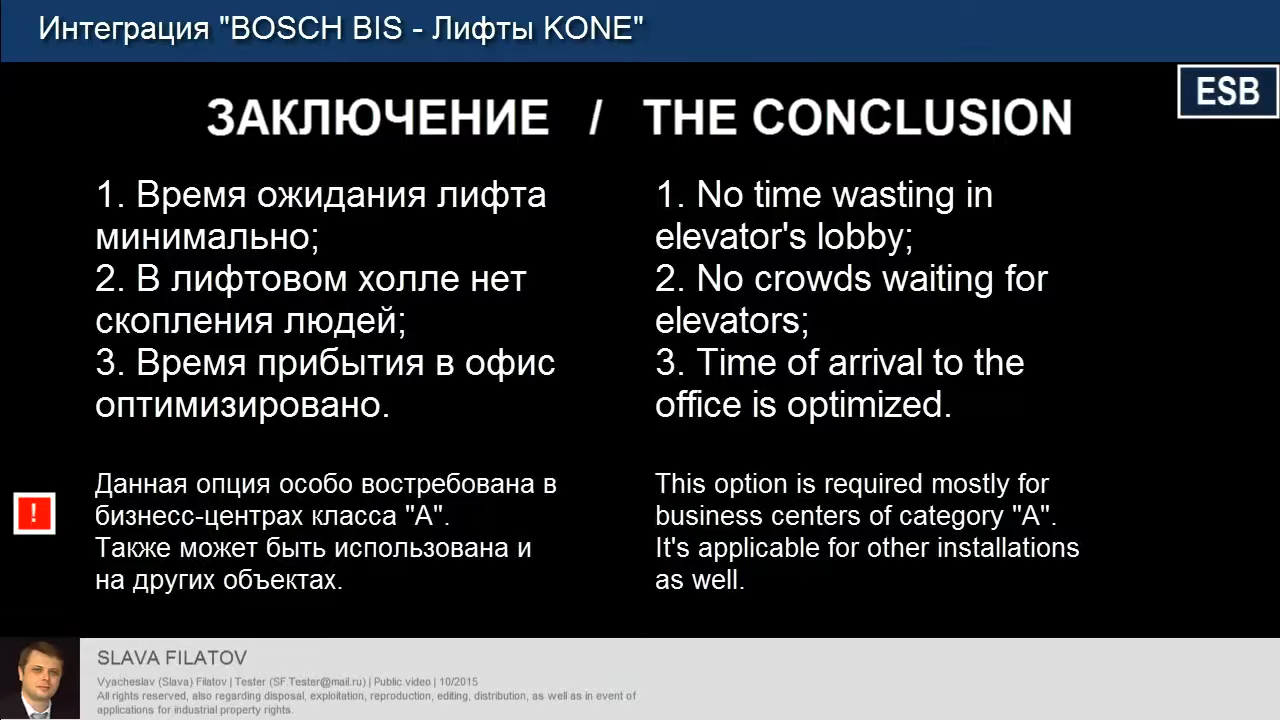 Интеграция "BOSCH BIS - Лифты KONE"
ESB
ЗАКЛЮЧЕНИЕ / THE CONCLUSION
1. Время ожидания лифта
минимально;
2. В лифтовом холле нет
скопления людей;
3. Время прибытия в офис
оптимизировано.
1. No time wasting in
elevator's lobby;
2. No crowds waiting for
elevators;
3. Time of arrival to the
office is optimized.
!
Данная опция особо востребована в
бизнесс-центрах класса "А".
Также может быть использована и
на других объектах.
This option is required mostly for
business centers of category "A".
It's applicable for other installations
as well.
SLAVA FILATOV
Vyacheslav (Slava) Filatov | Tester (SF.Tester@mail.ru) | Public video | 10/2015
All rights reserved, also regarding disposal, exploitation, reproduction, editing, distribution, as well as in event of
applications for industrial property rights.